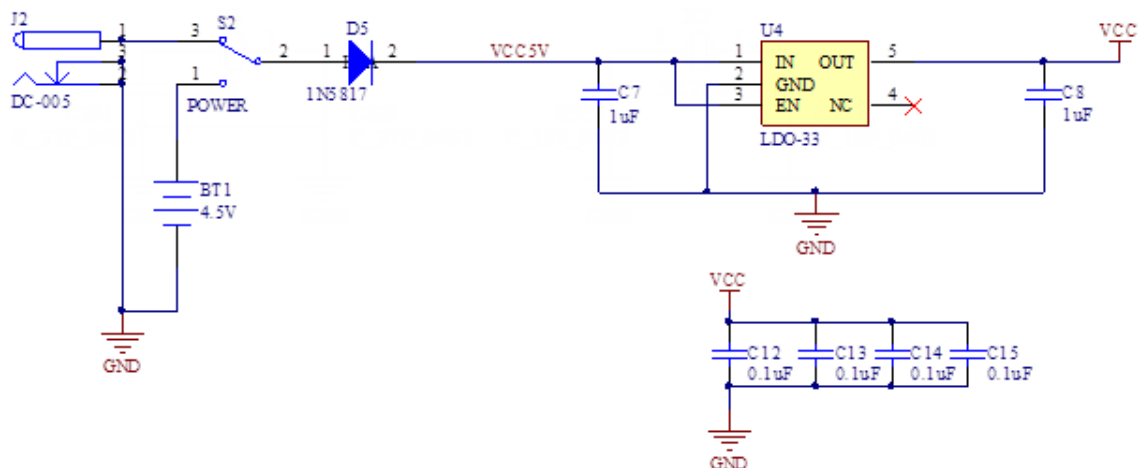 J2
1
3
2
DC-005
3
S2
2
1
POWER
BT1
4.5V
GND
1
D5
2
1N5817
VCC5V
C7
1uF
U4
1
IN
OUT
5
2
GND
3
EN
NC
4
LDO-33
VCC
C8
1uF
GND
VCC
C12
0.1uF
C13
0.1uF
C14
0.1uF
C15
0.1uF
GND